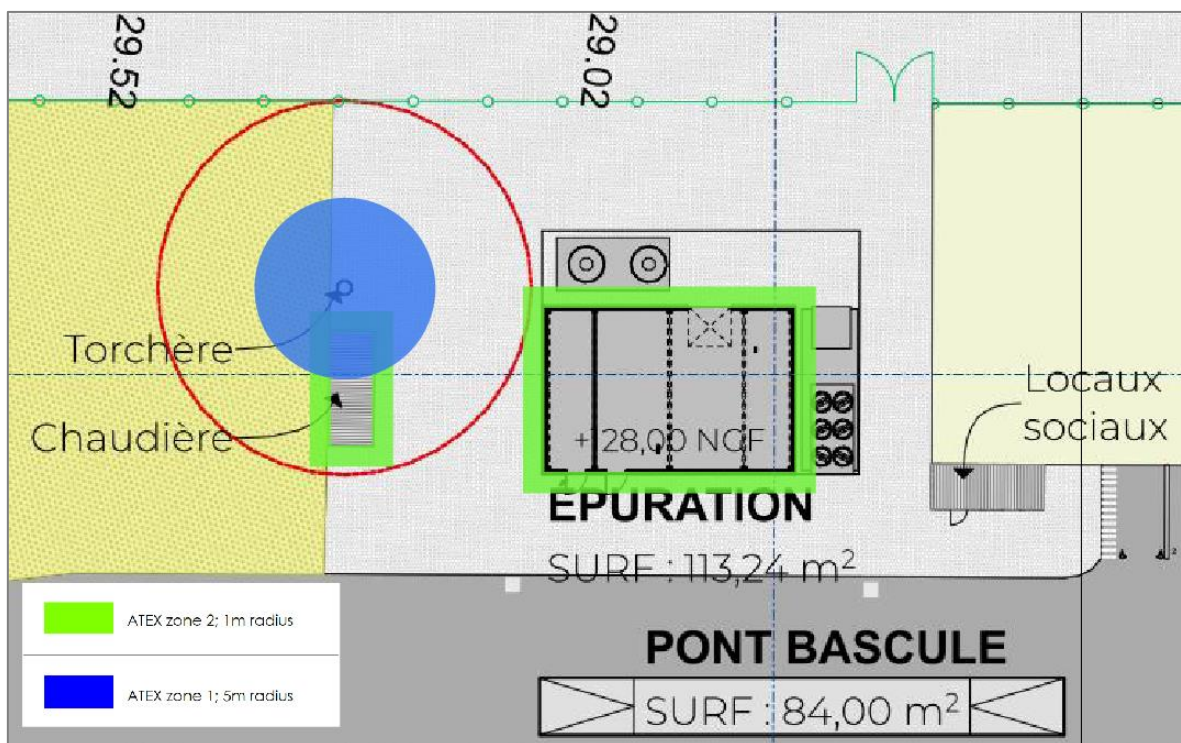 29.52
29.02
Torchère
Chaudière
+128,00 NGF
Locaux
sociaux
ÉPURATION
SURF : 113,24 m²
ATEX zone 2; 1m radius
ATEX zone 1; 5m radius
PONT BASCULE
SURF : 84,00 m²